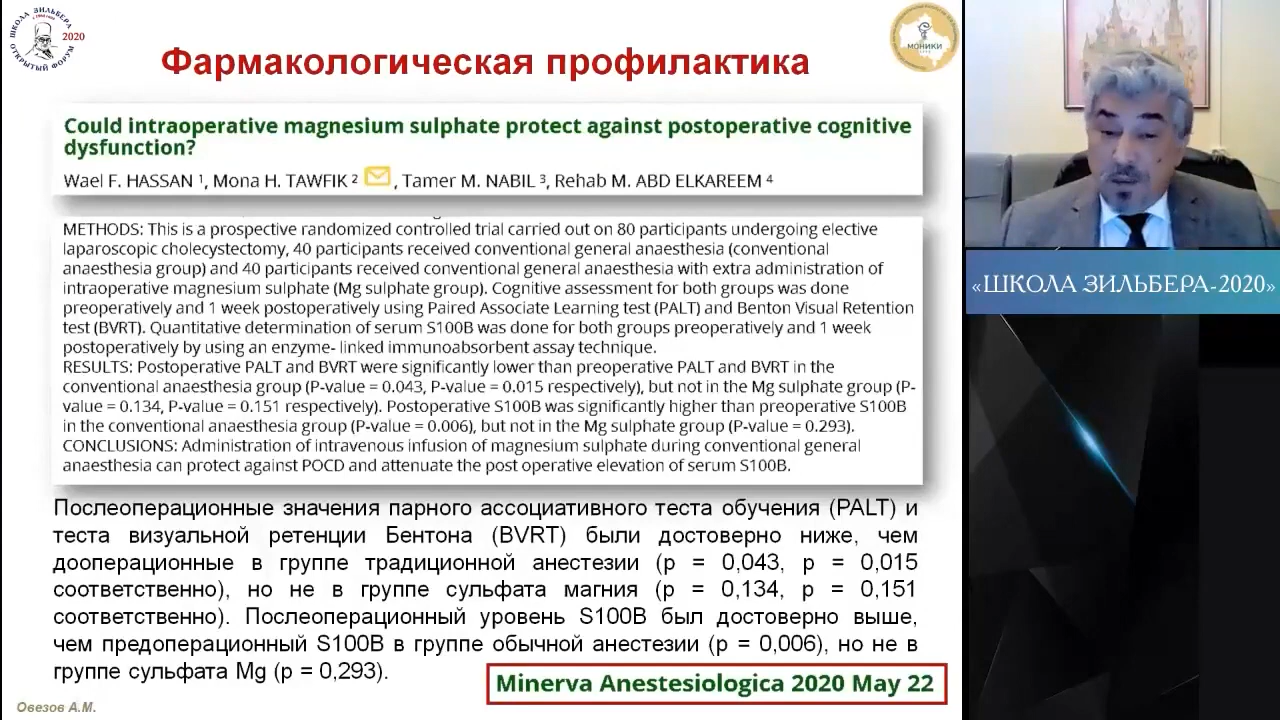 ШКОЛА ЗИЛЬБЕРА
2020
ОТКРЫТЫЙ ФОРУМ
МОНИКИ
Фармакологическая профилактика
Could intraoperative magnesium sulphate protect against postoperative cognitive
dysfunction?
Wael F. HASSAN 1, Mona H. TAWFIK 2 , Tamer M. NABIL 3, Rehab M. ABD ELKAREEM 4
METHODS: This is a prospective randomized controlled trial carried out on 80 participants undergoing elective
laparoscopic cholecystectomy, 40 participants received conventional general anaesthesia (conventional
anaesthesia group) and 40 participants received conventional general anaesthesia with extra administration of
intraoperative magnesium sulphate (Mg sulphate group). Cognitive assessment for both groups was done
preoperatively and 1 week postoperatively using Paired Associate Learning test (PALT) and Benton Visual Retention
test (BVRT). Quantitative determination of serum S100B was done for both groups preoperatively and 1 week
postoperatively by using an enzyme- linked immunoabsorbent assay technique.
RESULTS: Postoperative PALT and BVRT were significantly lower than preoperative PALT and BVRT in the
conventional anaesthesia group (P-value = 0.043, P-value = 0.015 respectively), but not in the Mg sulphate group (P-
value = 0.134, P-value = 0.151 respectively). Postoperative S100B was significantly higher than preoperative S100B
in the conventional anaesthesia group (P-value = 0.006), but not in the Mg sulphate group (P-value = 0.293).
CONCLUSIONS: Administration of intravenous infusion of magnesium sulphate during conventional general
anaesthesia can protect against POCD and attenuate the post operative elevation of serum S100B.
Послеоперационные значения парного ассоциативного теста обучения (PALT) и
теста визуальной ретенции Бентона (BVRT) были достоверно ниже, чем
дооперационные в группе традиционной анестезии (p = 0,043, p = 0,015
соответственно), но не в группе сульфата магния (p = 0,134, p = 0,151
соответственно). Послеоперационный уровень S100B был достоверно выше,
чем предоперационный S100B в группе обычной анестезии (p = 0,006), но не в
группе сульфата Mg (p = 0,293).
Minerva Anestesiologica 2020 May 22
Овезов А.М.
«ШКОЛА ЗИЛЬБЕРА-2020»